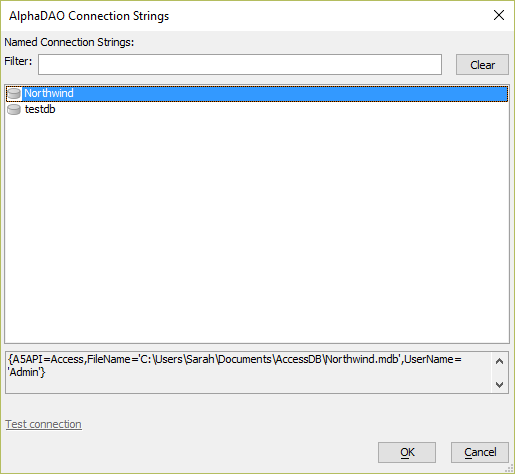 AlphaDAO Connection Strings
Named Connection Strings:
Filter:
Clear
Northwind
testdb
{A5API=Access,FileName='C:\Users\Sarah\Documents\AccessDB\Northwind.mdb',UserName=
'Admin'}
Test connection
OK
Cancel